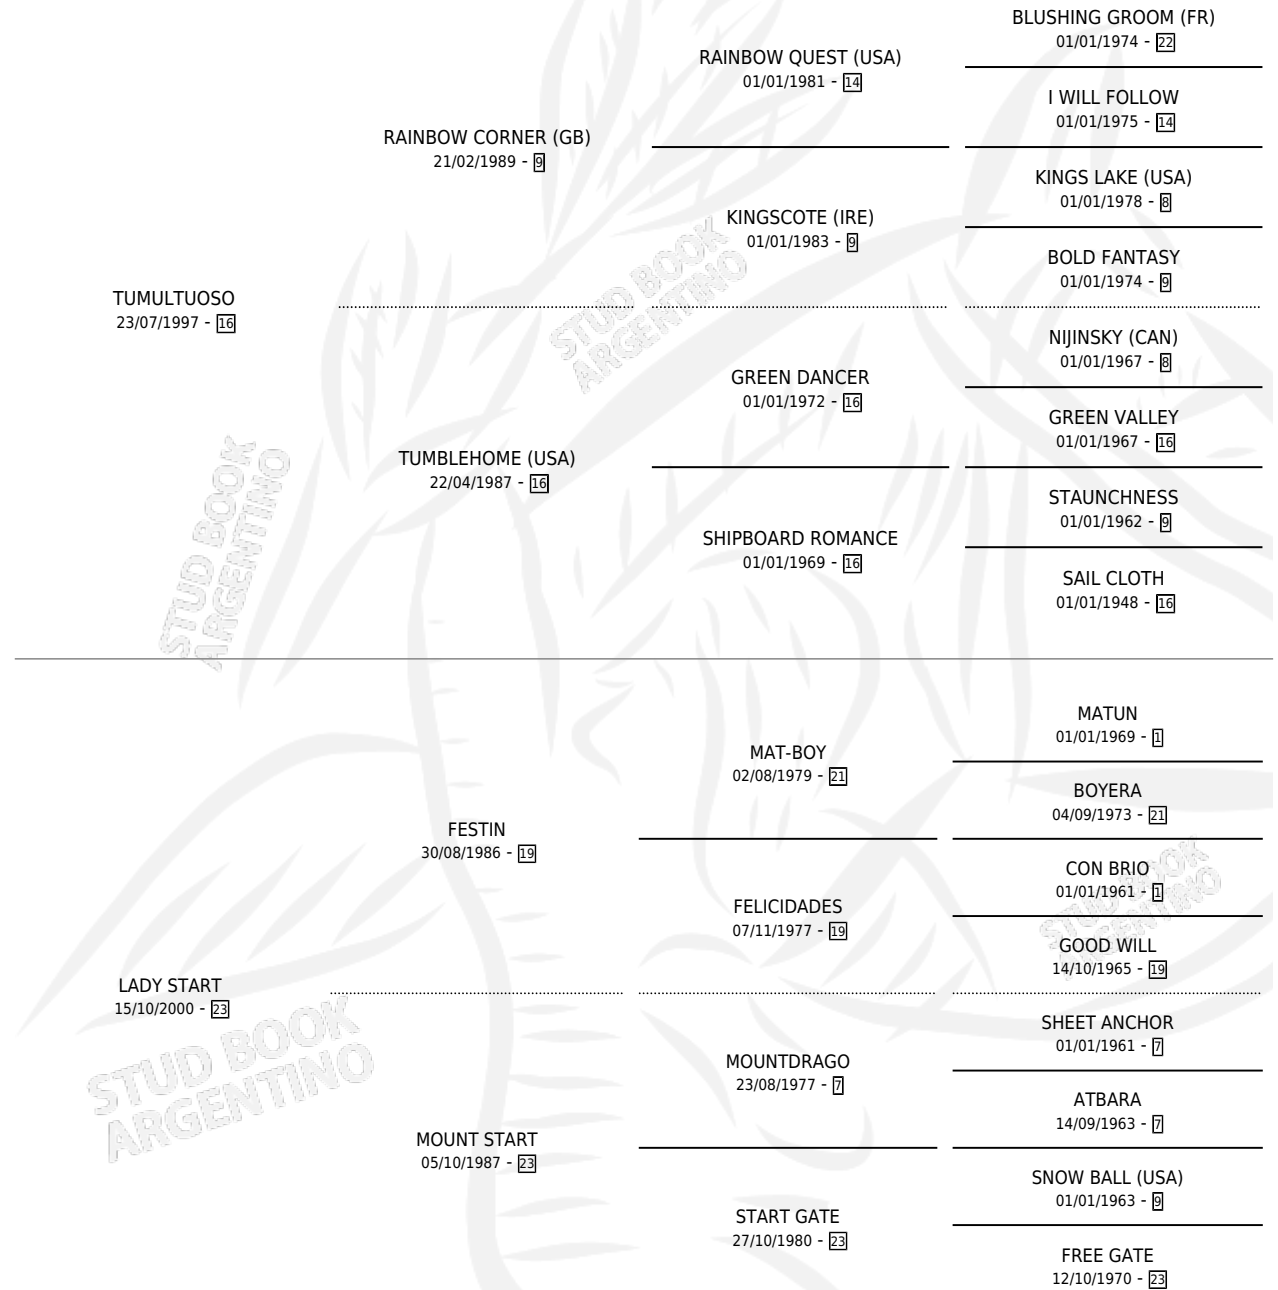 BLUSHING GROOM (FR)
01/01/1974 - 22
RAINBOW QUEST (USA)
01/01/1981 - 14
I WILL FOLLOW
01/01/1975 - 14
RAINBOW CORNER (GB)
21/02/1989 - 9
KINGS LAKE (USA)
01/01/1978 - 8
KINGSCOTE (IRE)
01/01/1983 - 9
BOLD FANTASY
01/01/1974 - 9
TUMULTUOSO
23/07/1997 - 16
STUD BOOK
ARGENTINO
NIJINSKY (CAN)
01/01/1967 - 8
GREEN DANCER
01/01/1972 - 16
GREEN VALLEY
01/01/1967 - 16
TUMBLEHOME (USA)
22/04/1987 - 16
STAUNCHNESS
01/01/1962 - 9
SHIPBOARD ROMANCE
01/01/1969 - 16
SAIL CLOTH
01/01/1948 - 16
STUD BOOK
ARGENTINO
MATUN
01/01/1969 - 1
MAT-BOY
02/08/1979 - 21
BOYERA
04/09/1973 - 21
FESTIN
30/08/1986 - 19
CON BRIO
01/01/1961 - 1
FELICIDADES
07/11/1977 - 19
GOOD WILL
14/10/1965 - 19
STUD BOOK
ARGENTINO
LADY START
15/10/2000 - 23
SHEET ANCHOR
01/01/1961 - 7
MOUNTDRAGO
23/08/1977 - 7
ATBARA
14/09/1963 - 7
STUD BOOK
ARGENTINO
MOUNT START
05/10/1987 - 23
SNOW BALL (USA)
01/01/1963 - 9
START GATE
27/10/1980 - 23
FREE GATE
12/10/1970 - 23